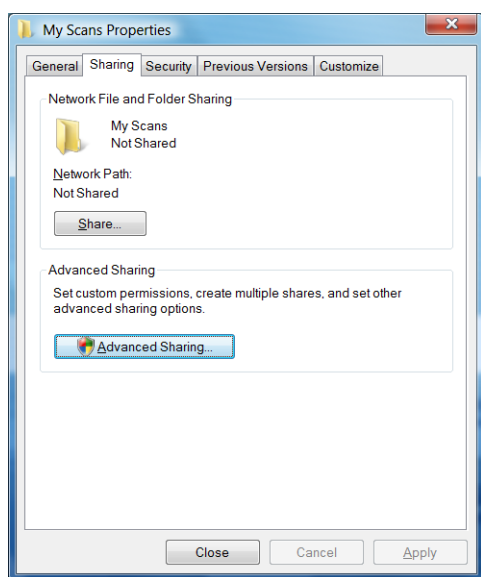 My Scans Properties
General Sharing Security Previous Versions Customize
Network File and Folder Sharing
My Scans
Not Shared
Network Path:
Not Shared
Share...
Advanced Sharing
Set custom permissions, create multiple shares, and set other
advanced sharing options.
Advanced Sharing...
Close Cancel Apply